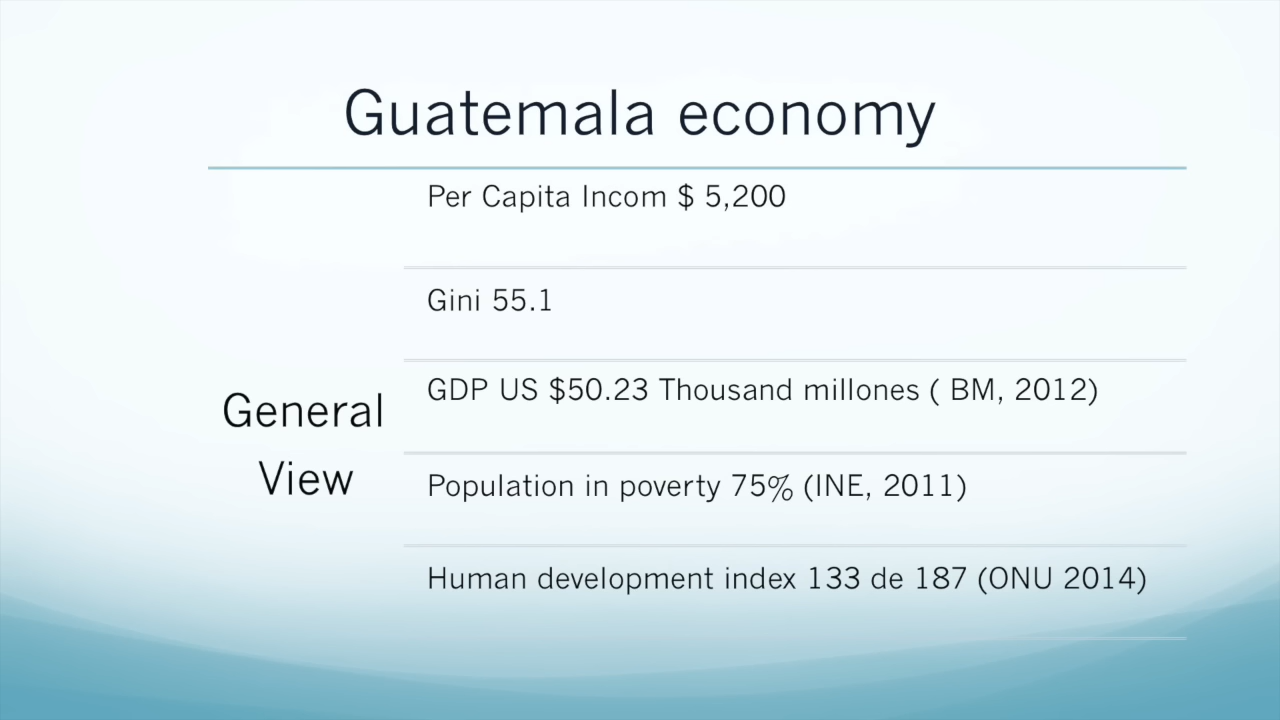 Guatemala economy
General
View
Per Capita Incom $ 5,200
Gini 55.1
GDP US $50.23 Thousand millones ( BM, 2012)
Population in poverty 75% (INE, 2011)
Human development index 133 de 187 (ONU 2014)